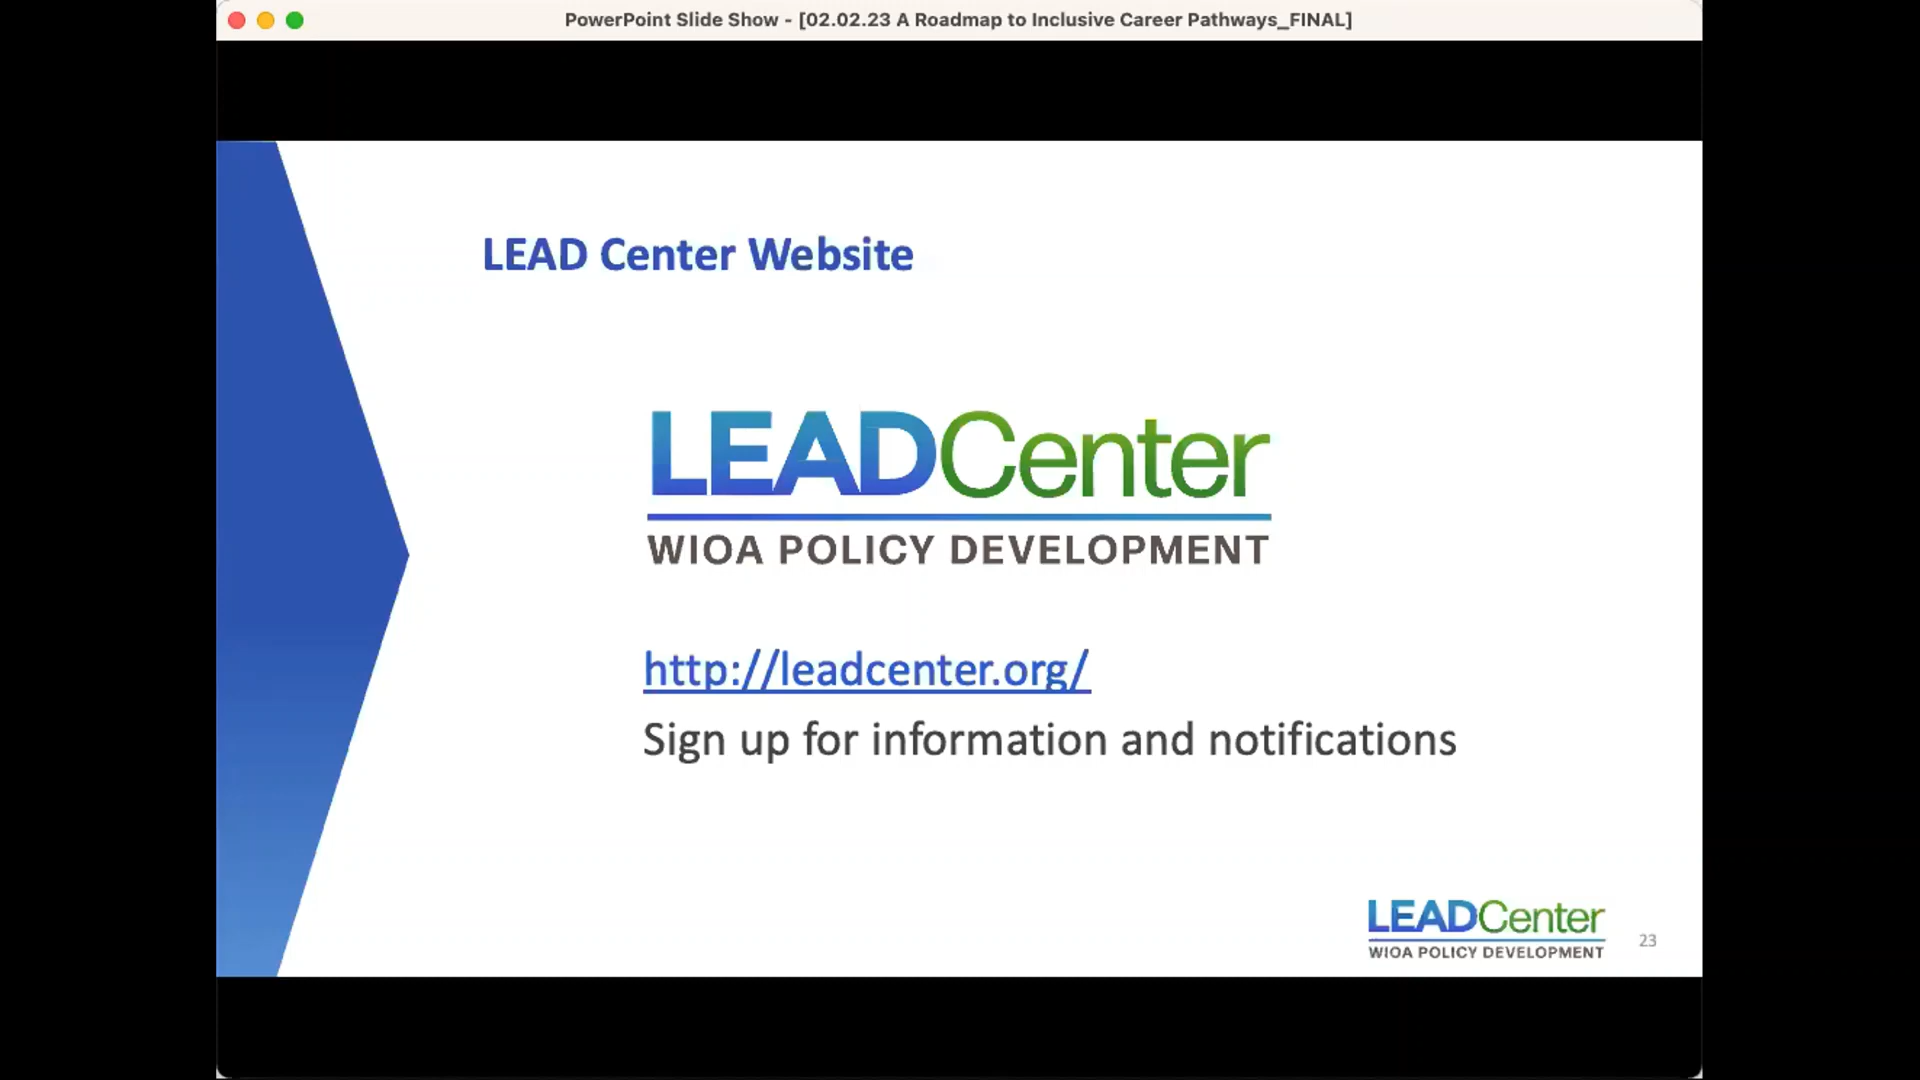 PowerPoint Slide Show - [02.02.23 A Roadmap to Inclusive Career Pathways_FINAL]
LEAD Center Website
LEADCenter
WIOA POLICY DEVELOPMENT
http://leadcenter.org/
Sign up for information and notifications
LEADCenter
WIOA POLICY DEVELOPMENT
23